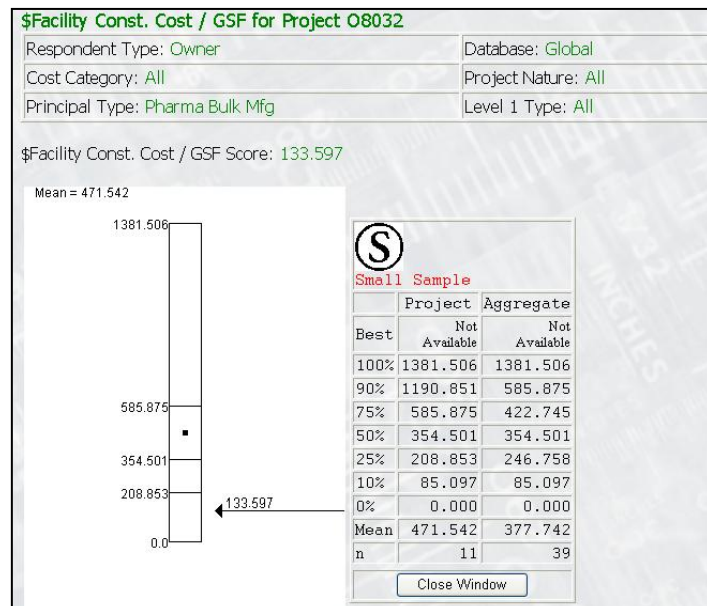 $Facility Const. Cost / GSF for Project O8032
Respondent Type: Owner Database: Global
Cost Category: All Project Nature: All
Principal Type: Pharma Bulk Mfg Level 1 Type: All
$Facility Const. Cost / GSF Score: 133.597
Mean = 471.542
1381.506
585.875
354.501
208.853
133.597
0.0
S
Small Sample
Project Aggregate
Best Not Available Not Available
100% 1381.506 1381.506
90% 1190.851 585.875
75% 585.875 422.745
50% 354.501 354.501
25% 208.853 246.758
10% 85.097 85.097
0% 0.000 0.000
Mean 471.542 377.742
n 11 39
Close Window
INCHES
32